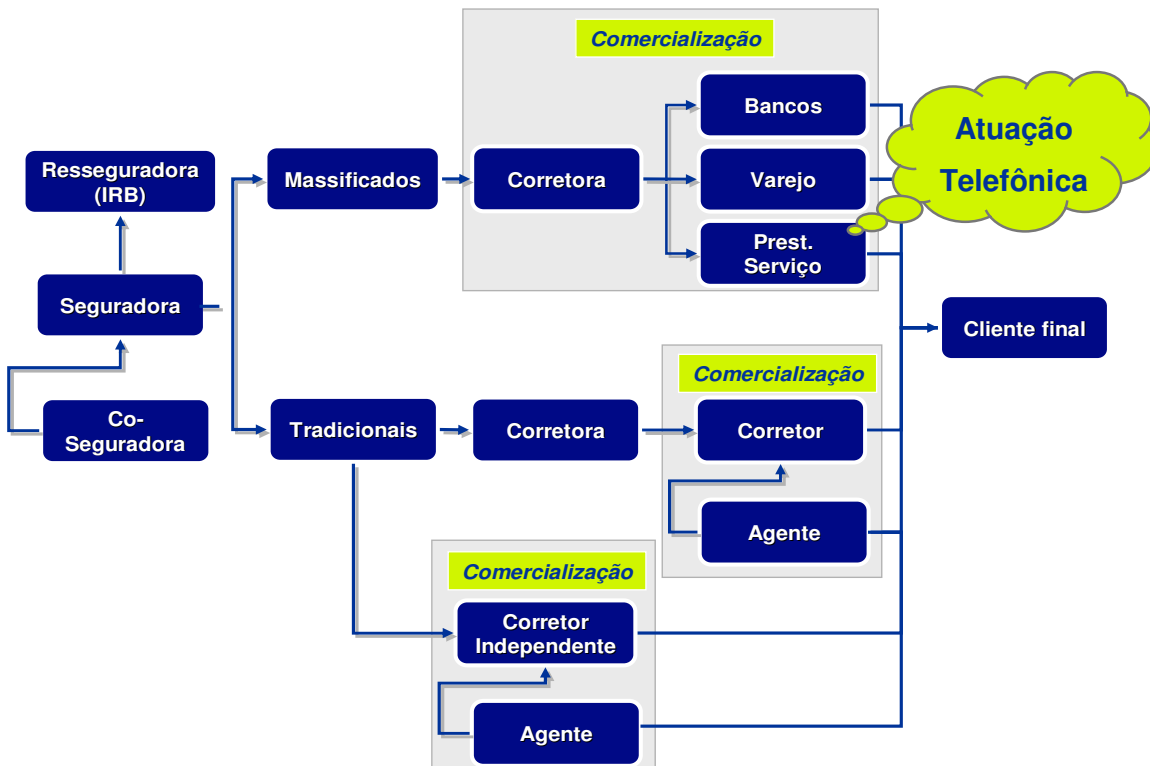 Comercialização
Bancos
Atuação
Telefônica
Resseguradora
(IRB)
Massificados
Corretora
Varejo
Prest.
Serviço
Seguradora
Cliente final
Comercialização
Co-
Seguradora
Tradicionais
Corretora
Corretor
Agente
Comercialização
Corretor
Independente
Agente